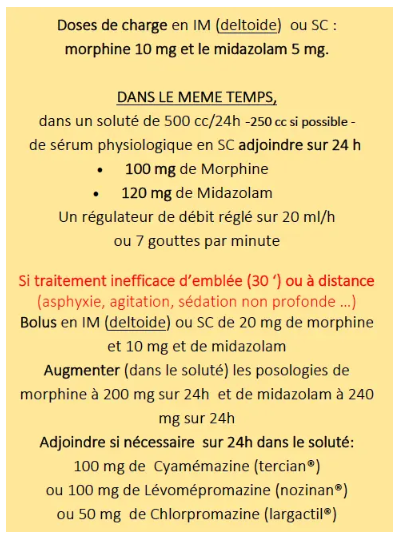 Doses de charge en IM (deltoide) ou SC :
morphine 10 mg et le midazolam 5 mg.
DANS LE MEME TEMPS,
dans un soluté de 500 cc/24h -250 cc si possible -
de sérum physiologique en SC adjoindre sur 24 h
• 100 mg de Morphine
• 120 mg de Midazolam
Un régulateur de débit réglé sur 20 ml/h
ou 7 gouttes par minute
Si traitement inefficace d’emblée (30 ‘) ou à distance
(asphyxie, agitation, sédation non profonde …)
Bolus en IM (deltoide) ou SC de 20 mg de morphine
et 10 mg et de midazolam
Augmenter (dans le soluté) les posologies de
morphine à 200 mg sur 24h et de midazolam à 240
mg sur 24h
Adjoindre si nécessaire sur 24h dans le soluté:
100 mg de Cyamémazine (tercian®)
ou 100 mg de Lévomépromazine (nozinan®)
ou 50 mg de Chlorpromazine (largactil®)